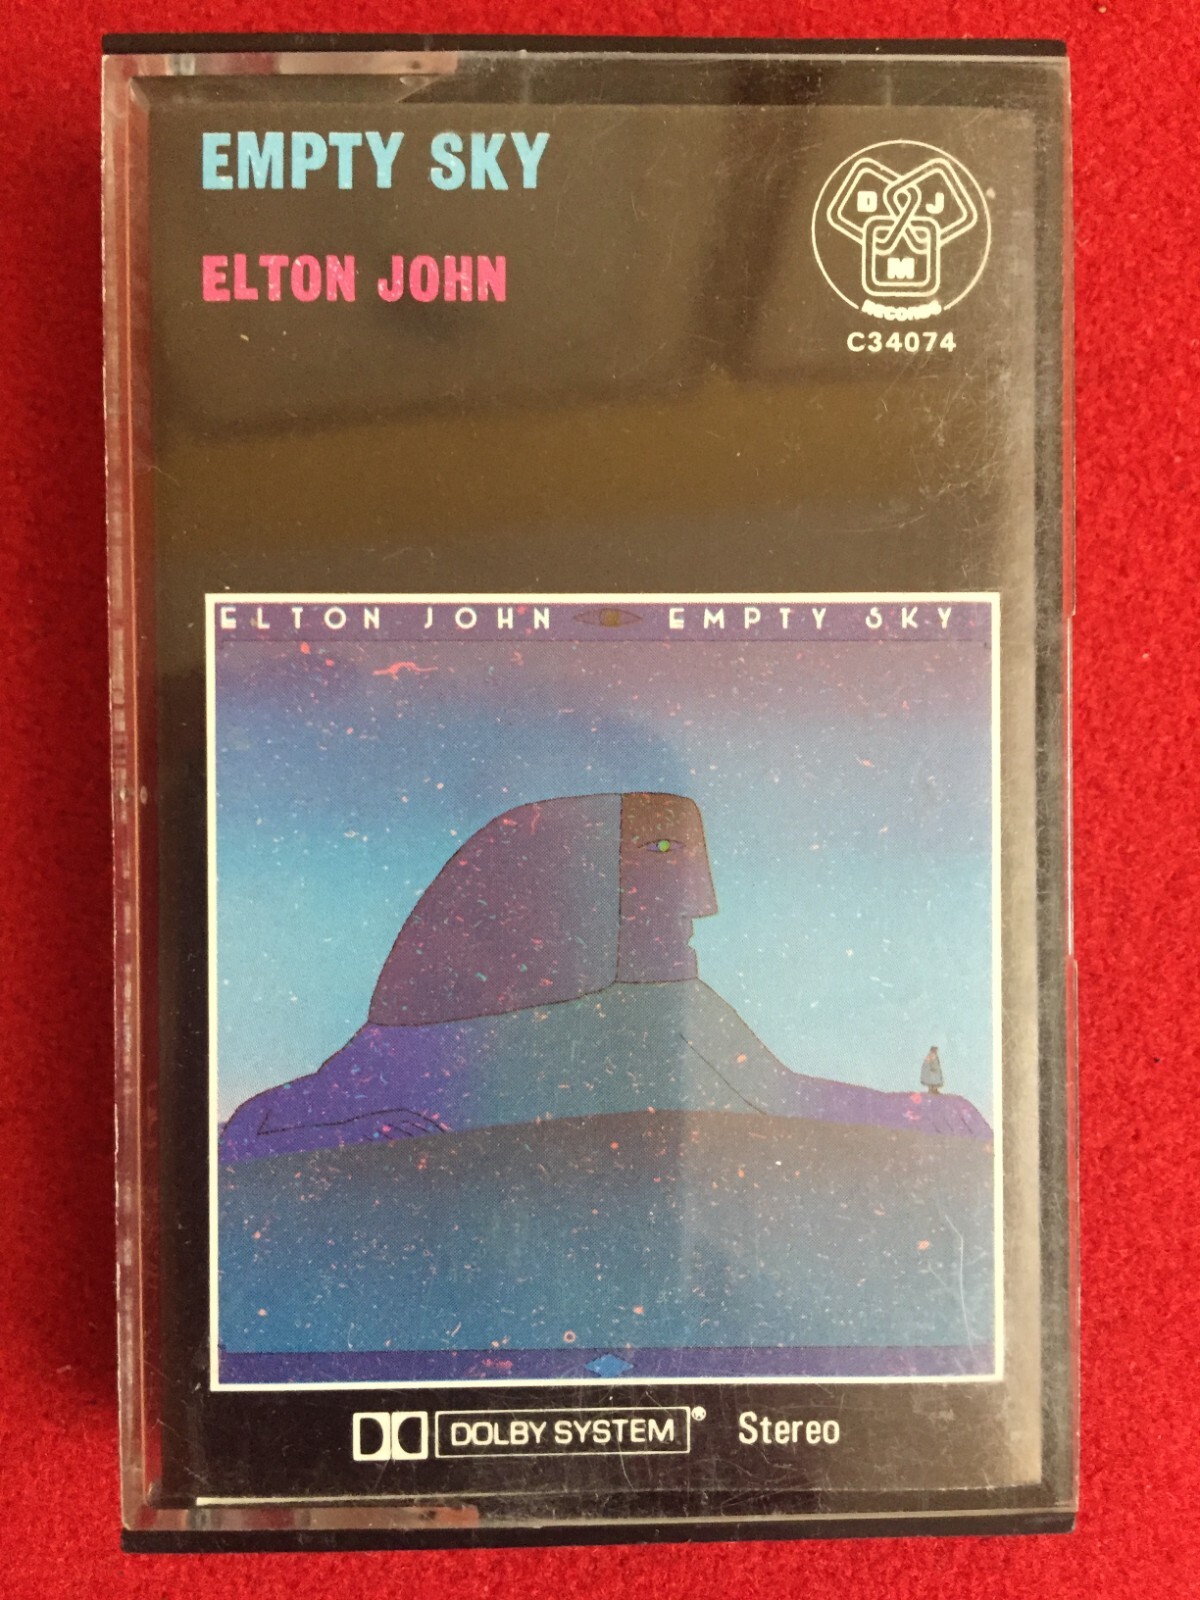 EMPTY SKY
ELTON JOHN
D J
M
RECORDS
C34074
ELTON JOHN EMPTY SKY
DOLBY SYSTEM® Stereo